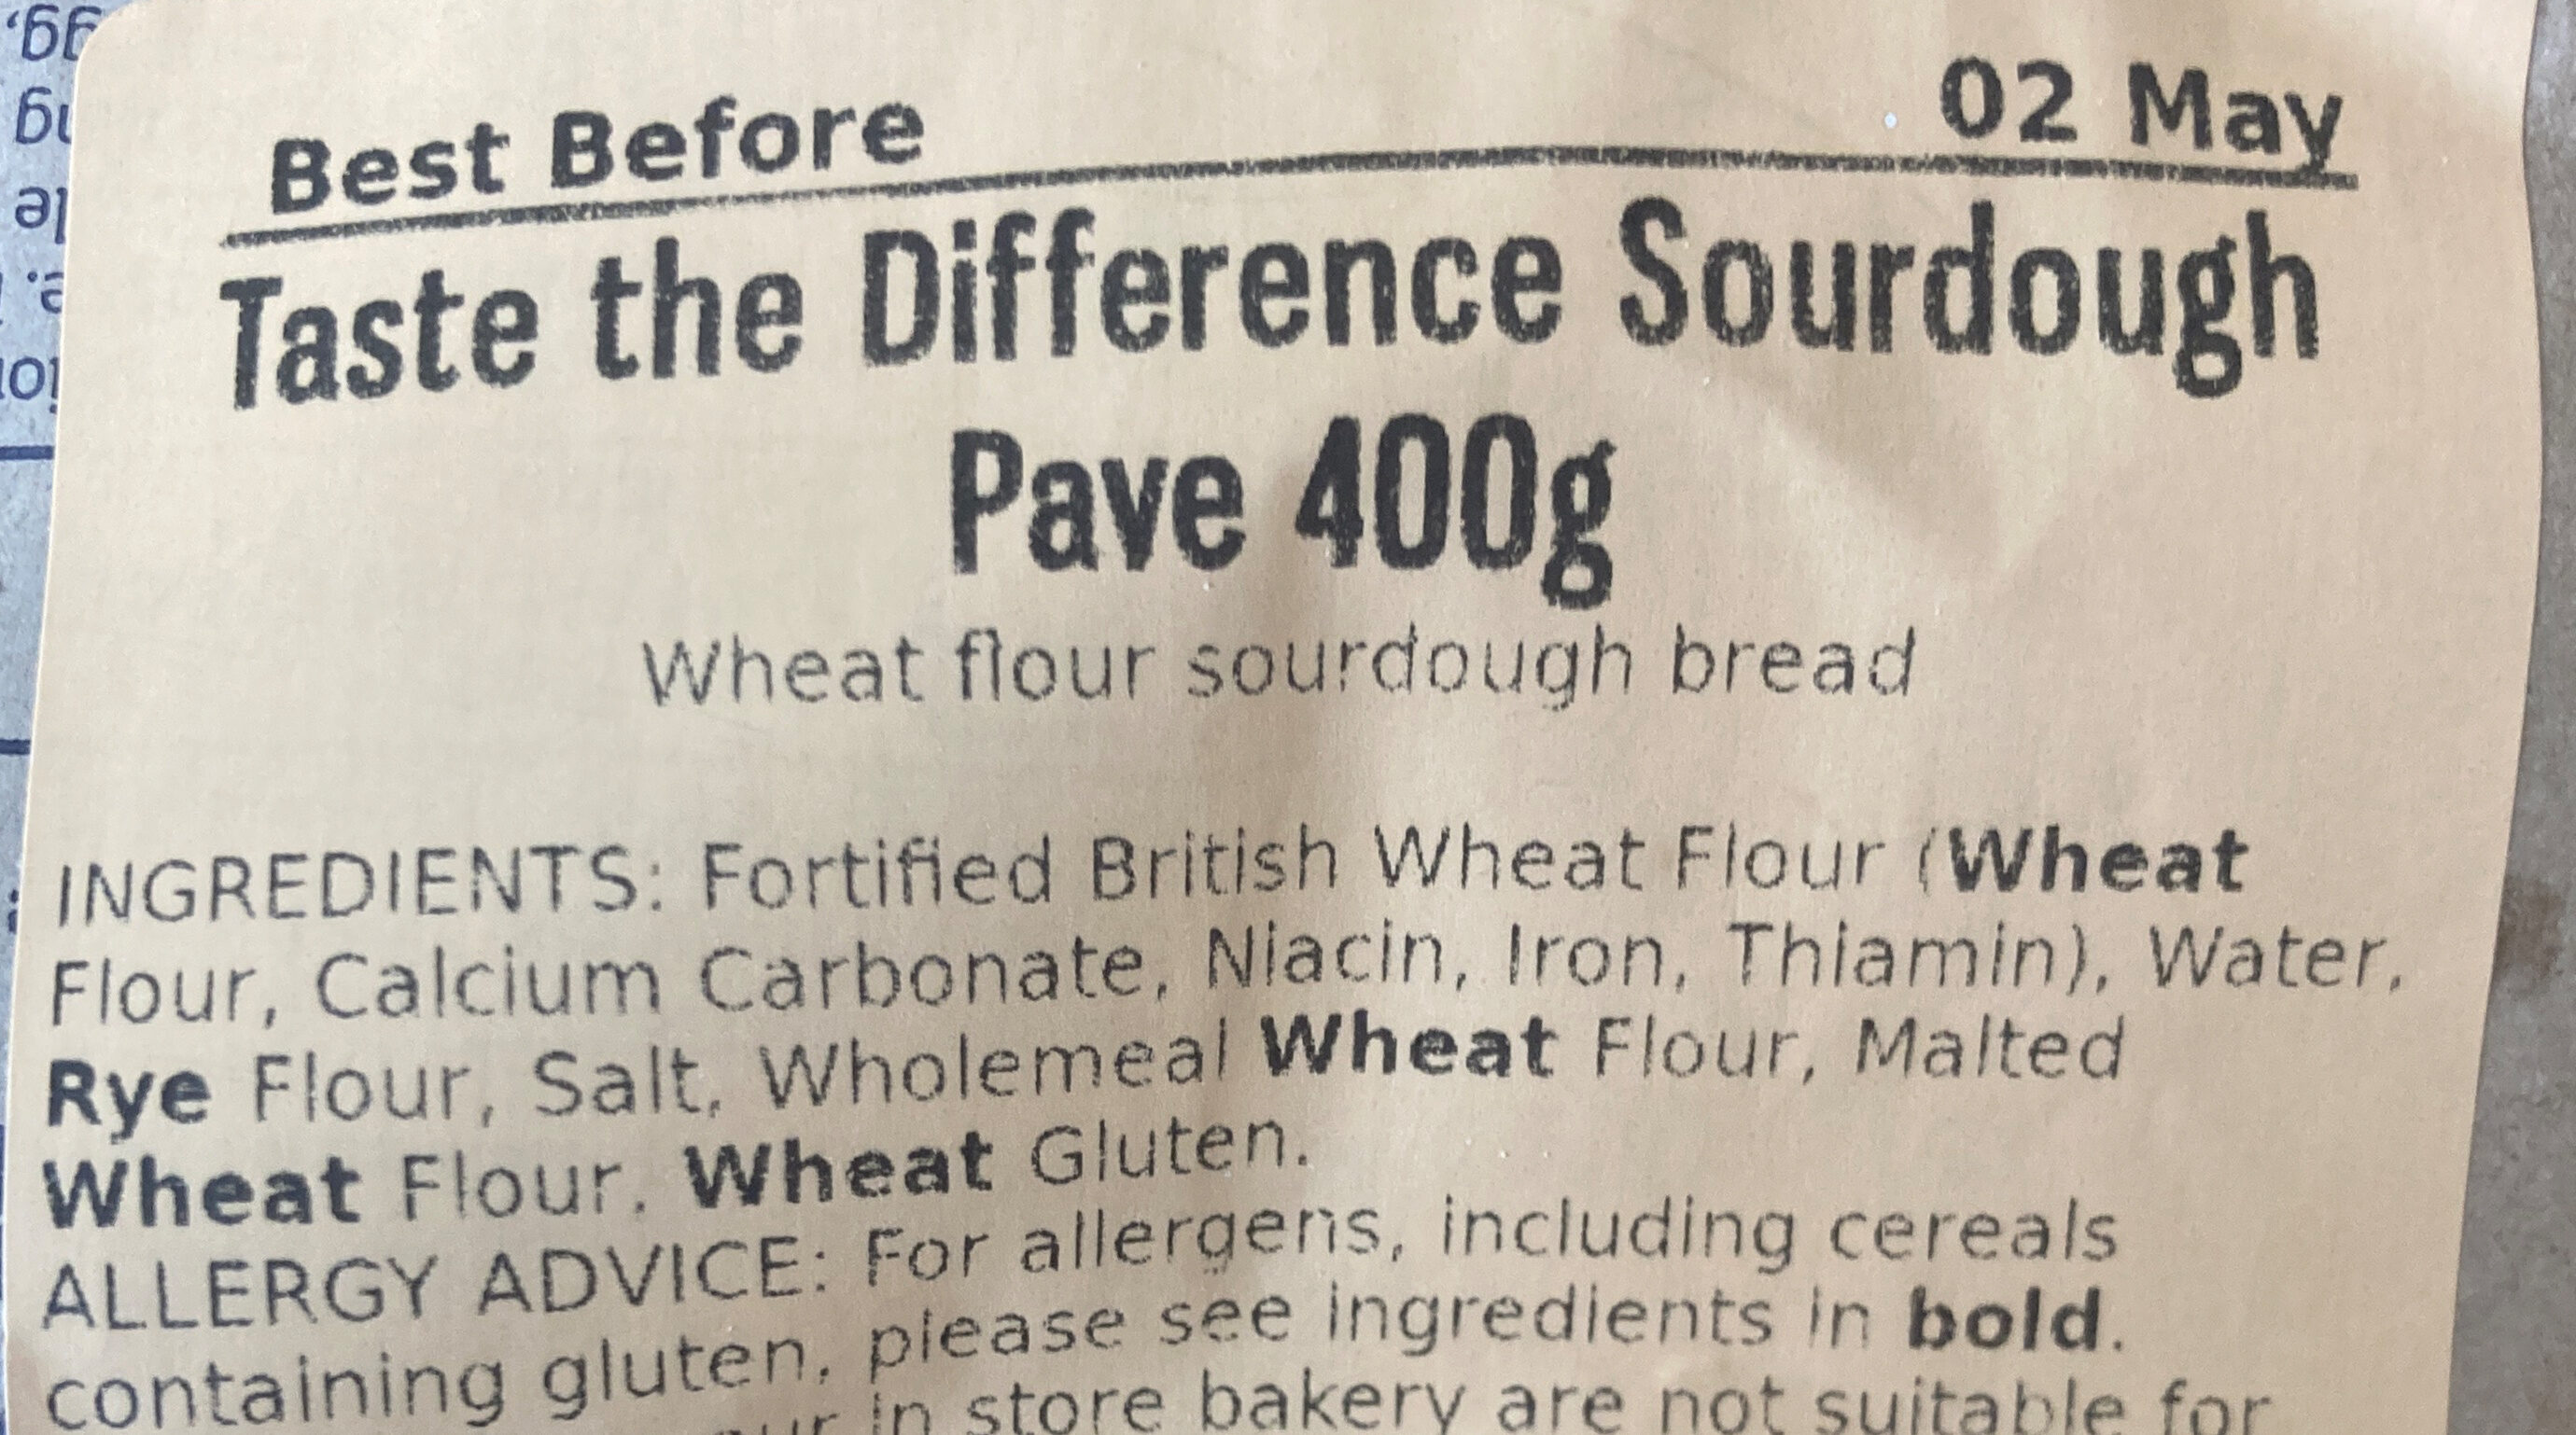 Best Before 02 May
Taste the Difference Sourdough
Pave 400g
Wheat flour sourdough bread
INGREDIENTS: Fortified British Wheat Flour (Wheat
Flour, Calcium Carbonate, Niacin, Iron, Thiamin), Water,
Rye Flour, Salt, Wholemeal Wheat Flour, Malted
Wheat Flour, Wheat Gluten.
ALLERGY ADVICE: For allergens, including cereals
containing gluten, please see ingredients in bold.
in store bakery are not suitable for